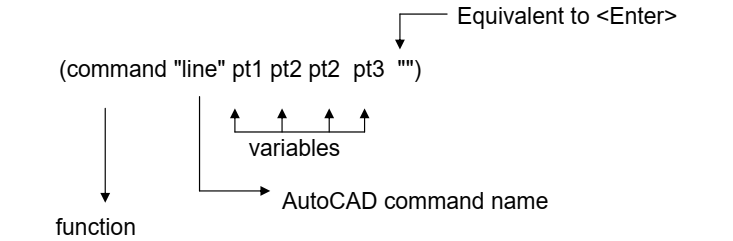 Equivalent to <Enter>
(command "line" pt1 pt2 pt2 pt3 "")
variables
AutoCAD command name
function